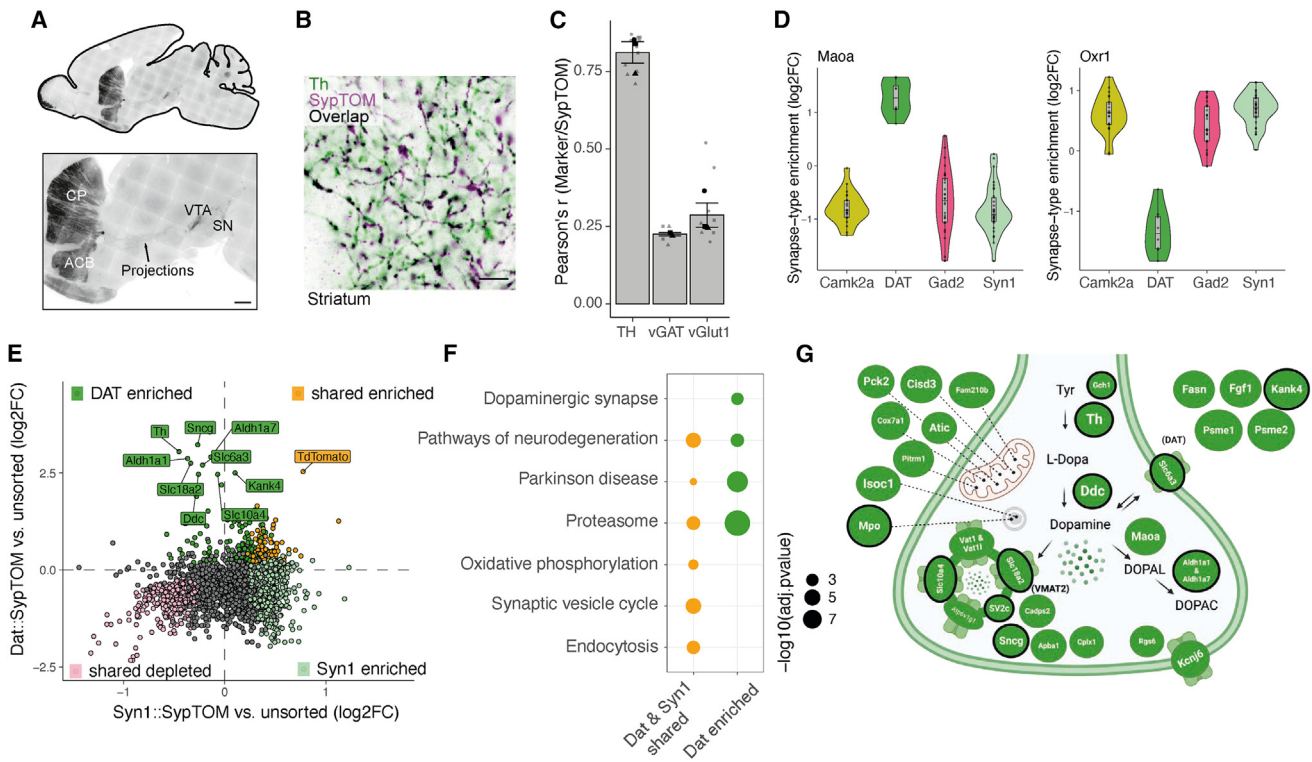 A
CP
VTA
SN
ACB
Projections
B
Th
SypTOM
Overlap
Striatum
C
Pearson's r (Marker/SypTOM)
0.75
0.50
0.25
0.00
TH
vGAT
vGlut1
D
Maoa
Synapse-type enrichment (log2FC)
1
0
−1
Camk2a
DAT
Gad2
Syn1
Oxr1
Synapse-type enrichment (log2FC)
1
0
−1
Camk2a
DAT
Gad2
Syn1
E
DAT enriched
shared enriched
Dat::SypTOM vs. unsorted (log2FC)
2.5
0.0
−2.5
Th
Sncg
Aldh1a7
Aldh1a1
Slc6a3
TdTomato
Slc18a2
Kank4
Ddc
Slc10a4
shared depleted
Syn1 enriched
−1
0
1
Syn1::SypTOM vs. unsorted (log2FC)
F
Dopaminergic synapse
Pathways of neurodegeneration
Parkinson disease
Proteasome
Oxidative phosphorylation
Synaptic vesicle cycle
Endocytosis
Dat & Syn1
shared
Dat enriched
−log10(adj.pvalue)
3
5
7
G
Pck2
Cisd3
Fam210b
Cox7a1
Atic
Pitrm1
Isoc1
Mpo
Tyr
Gch1
Th
L-Dopa
Ddc
Dopamine
(DAT)
Slc6a3
Fasn
Fgf1
Kank4
Psme1
Psme2
Maoa
DOPAL
Aldh1a1
&
Aldh1a7
DOPAC
Vat1 &
Vat1l
Slc10a4
Slc18a2
(VMAT2)
Atp6v1g1
SV2c
Cadps2
Sncg
Apba1
Cplx1
Rgs6
Kcnj6